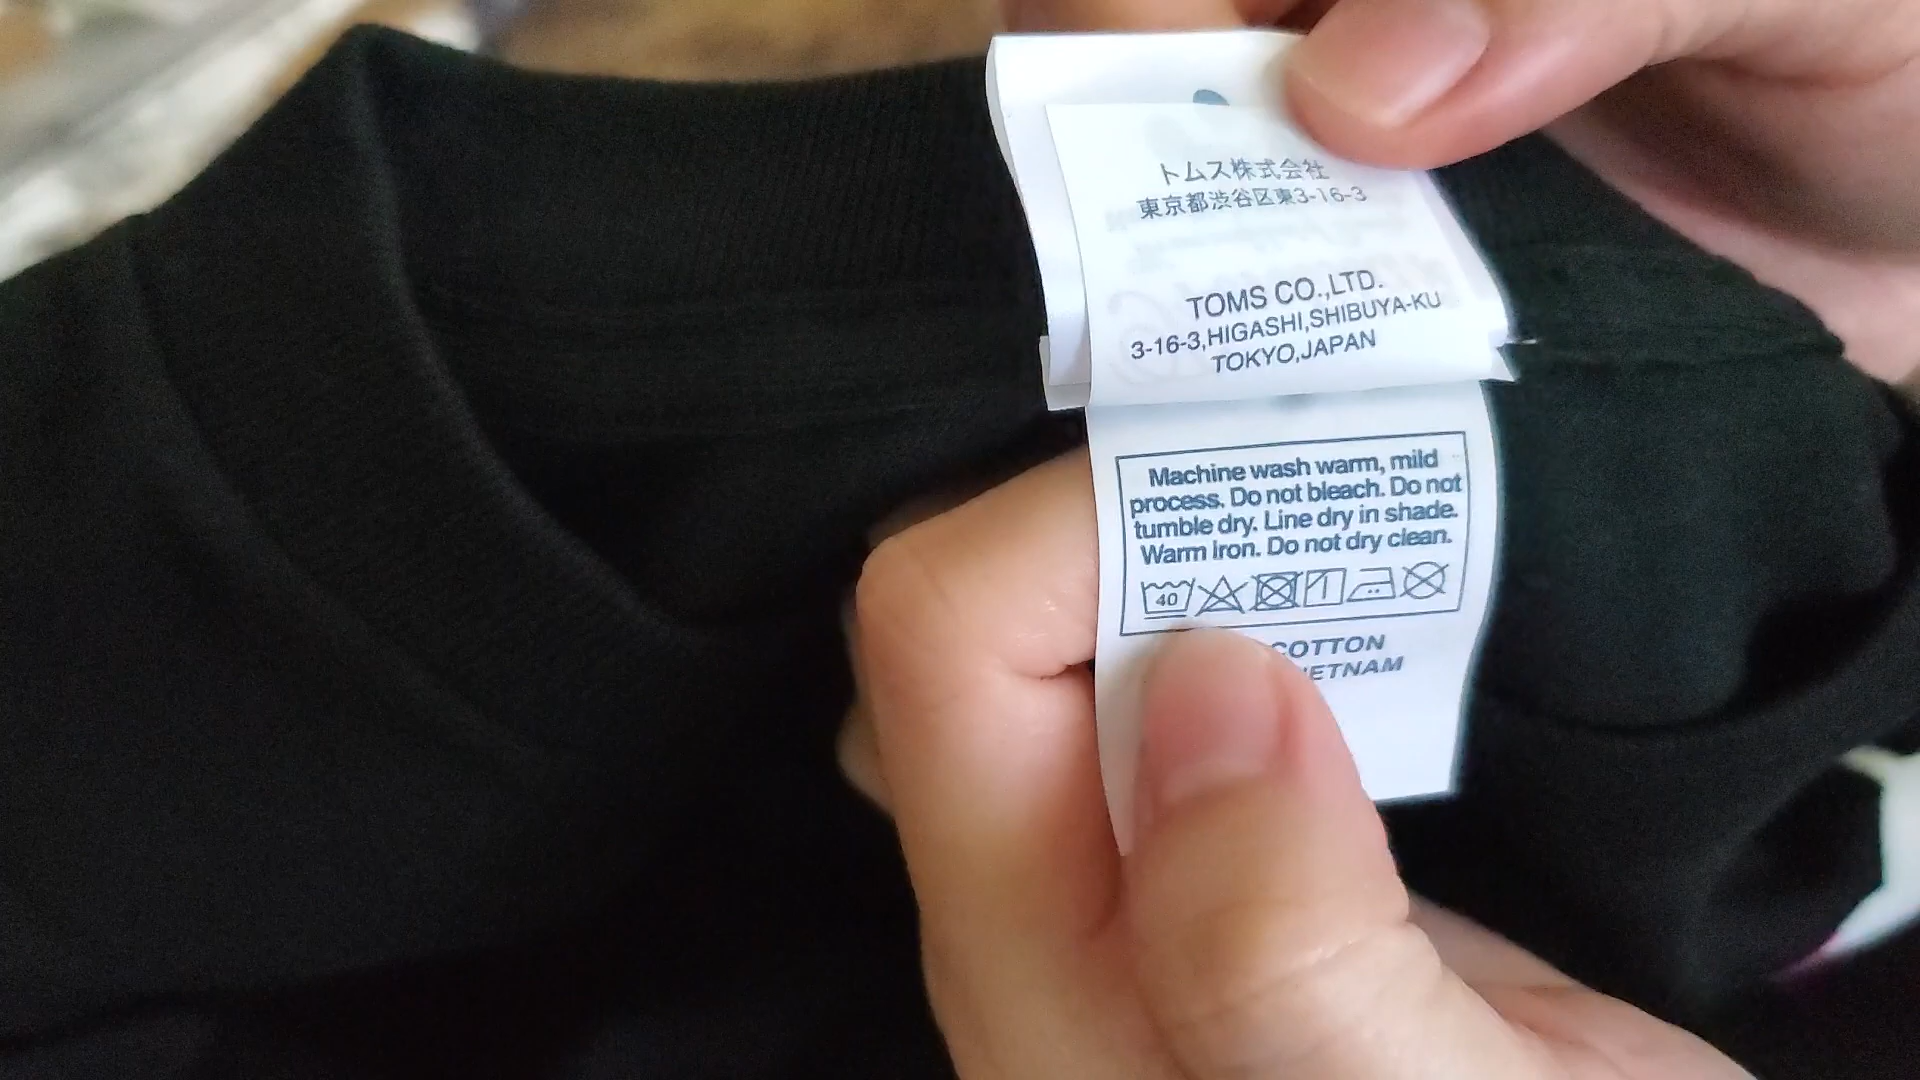 トムス株式会社
東京都渋谷区東3-16-3
TOMS CO.,LTD.
3-16-3,HIGASHI,SHIBUYA-KU
TOKYO,JAPAN
Machine wash warm, mild
process. Do not bleach. Do not
tumble dry. Line dry in shade.
Warm iron. Do not dry clean.
40
COTTON